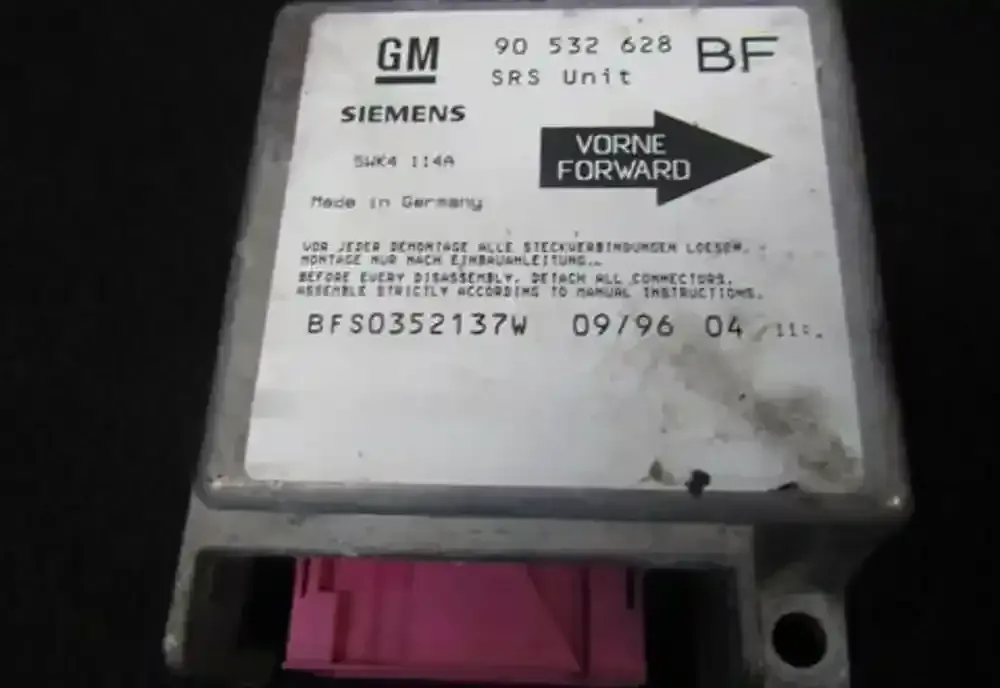 GM 90 532 628 BF
SRS Unit
SIEMENS
VORNE
FORWARD
5WK4 114A
Made in Germany
VOR JEDER DEMONTAGE ALLE STECKVERBINDUNGEN LOESEN.
MONTAGE NUR NACH EINBAUANLEITUNG.
BEFORE EVERY DISASSEMBLY, DETACH ALL CONNECTORS.
ASSEMBLE STRICTLY ACCORDING TO MANUAL INSTRUCTIONS.
BFS0352137W 09/96 04